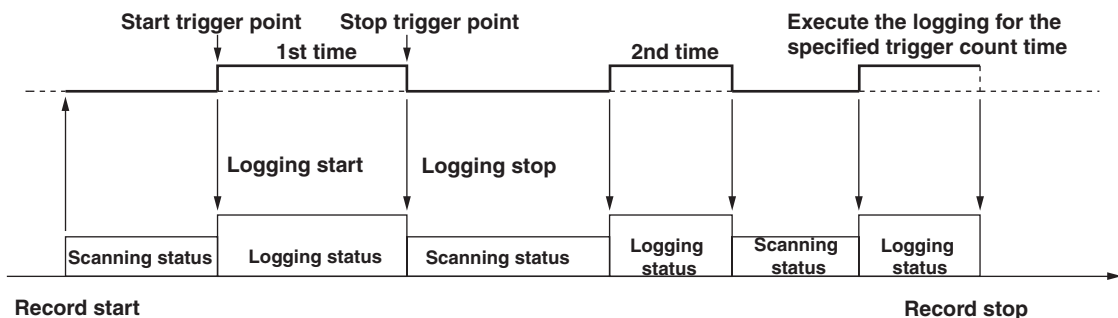 Start trigger point
Stop trigger point
Execute the logging for the
specified trigger count time
1st time
2nd time
Logging start
Logging stop
Scanning status
Logging status
Scanning status
Logging
status
Scanning
status
Logging
status
Record start
Record stop